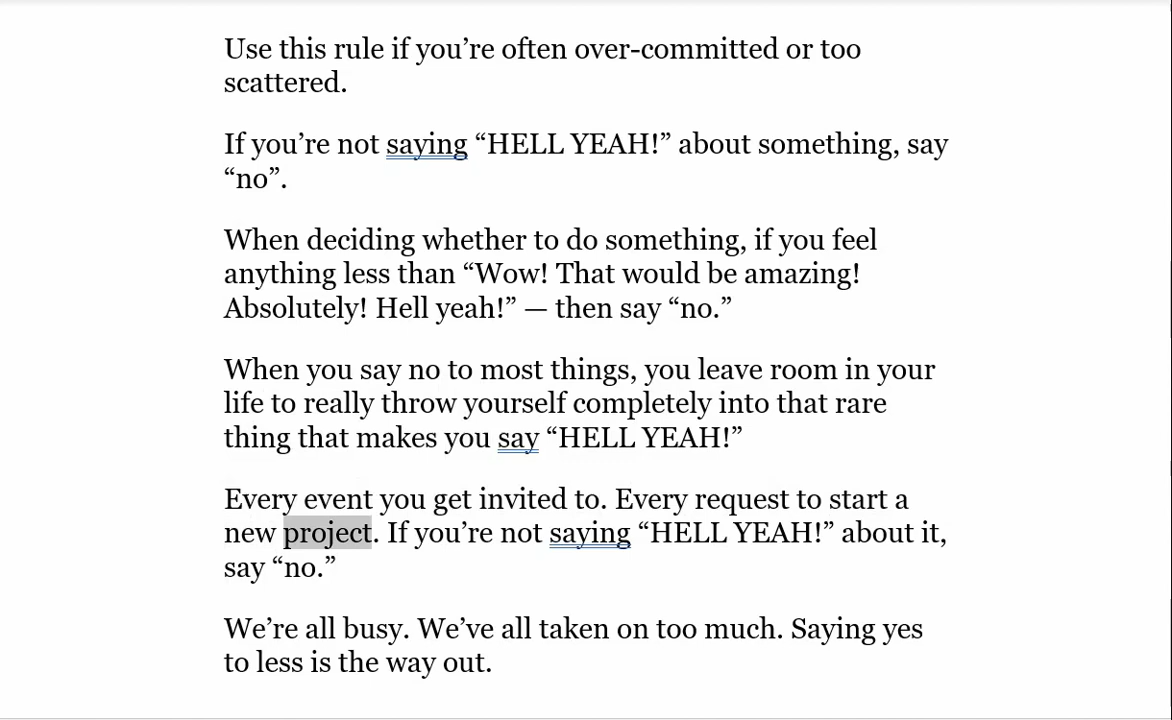 Use this rule if you’re often over-committed or too
scattered.
If you’re not saying “HELL YEAH!” about something, say
“no”.
When deciding whether to do something, if you feel
anything less than “Wow! That would be amazing!
Absolutely! Hell yeah!” — then say “no.”
When you say no to most things, you leave room in your
life to really throw yourself completely into that rare
thing that makes you say “HELL YEAH!”
Every event you get invited to. Every request to start a
new project. If you’re not saying “HELL YEAH!” about it,
say “no.”
We’re all busy. We’ve all taken on too much. Saying yes
to less is the way out.